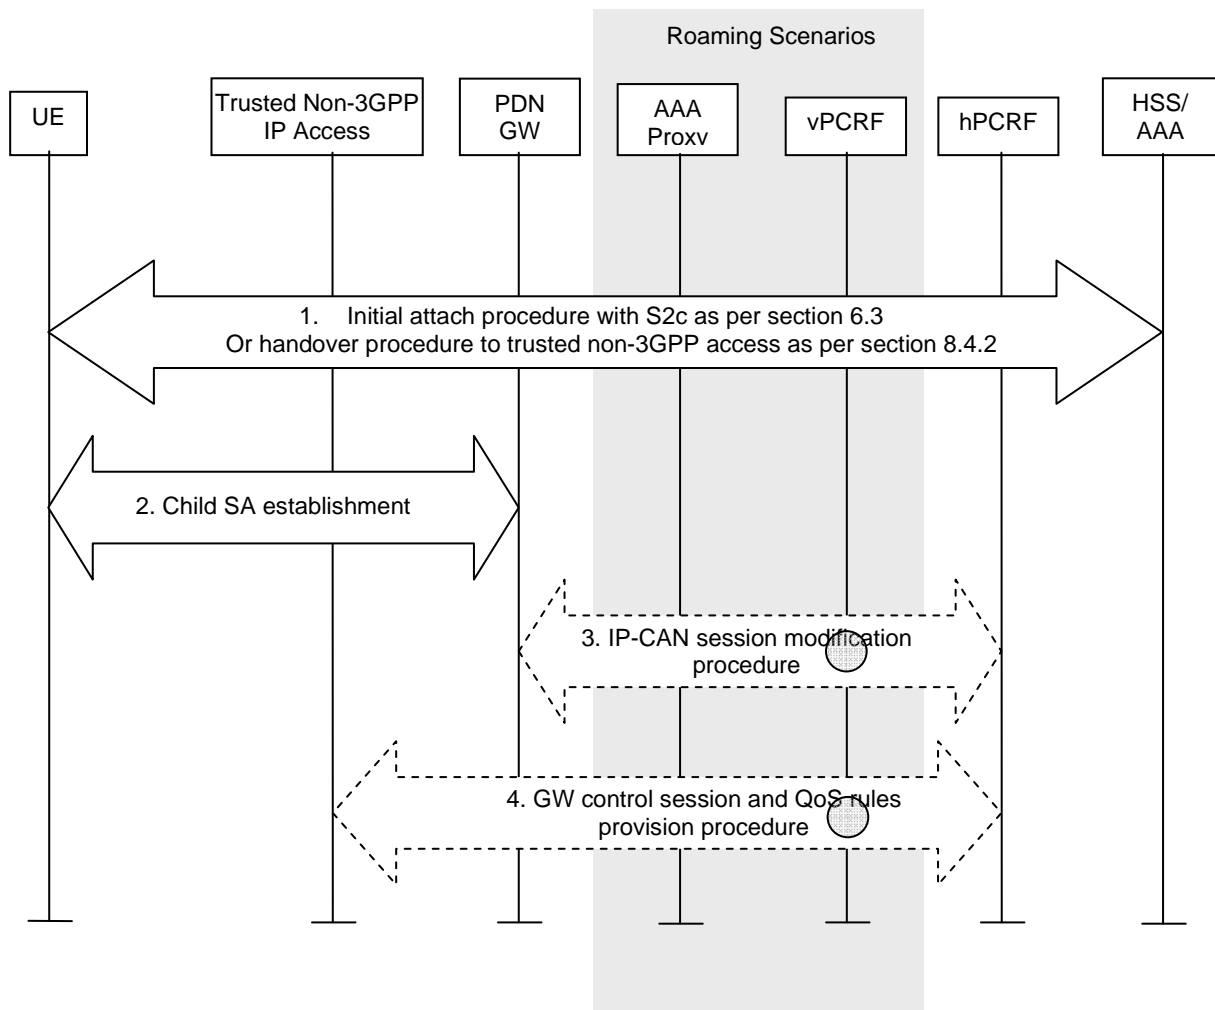 Roaming Scenarios
UE
Trusted Non-3GPP
IP Access
PDN
GW
AAA
Proxv
vPCRF
hPCRF
HSS/
AAA
1. Initial attach procedure with S2c as per section 6.3
Or handover procedure to trusted non-3GPP access as per section 8.4.2
2. Child SA establishment
3. IP-CAN session modification
procedure
4. GW control session and QoS rules
provision procedure